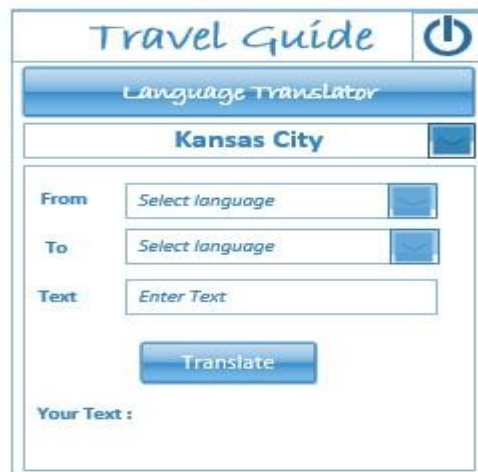 Travel Guide
Language Translator
Kansas City
From Select language
To Select language
Text Enter Text
Translate
Your Text :